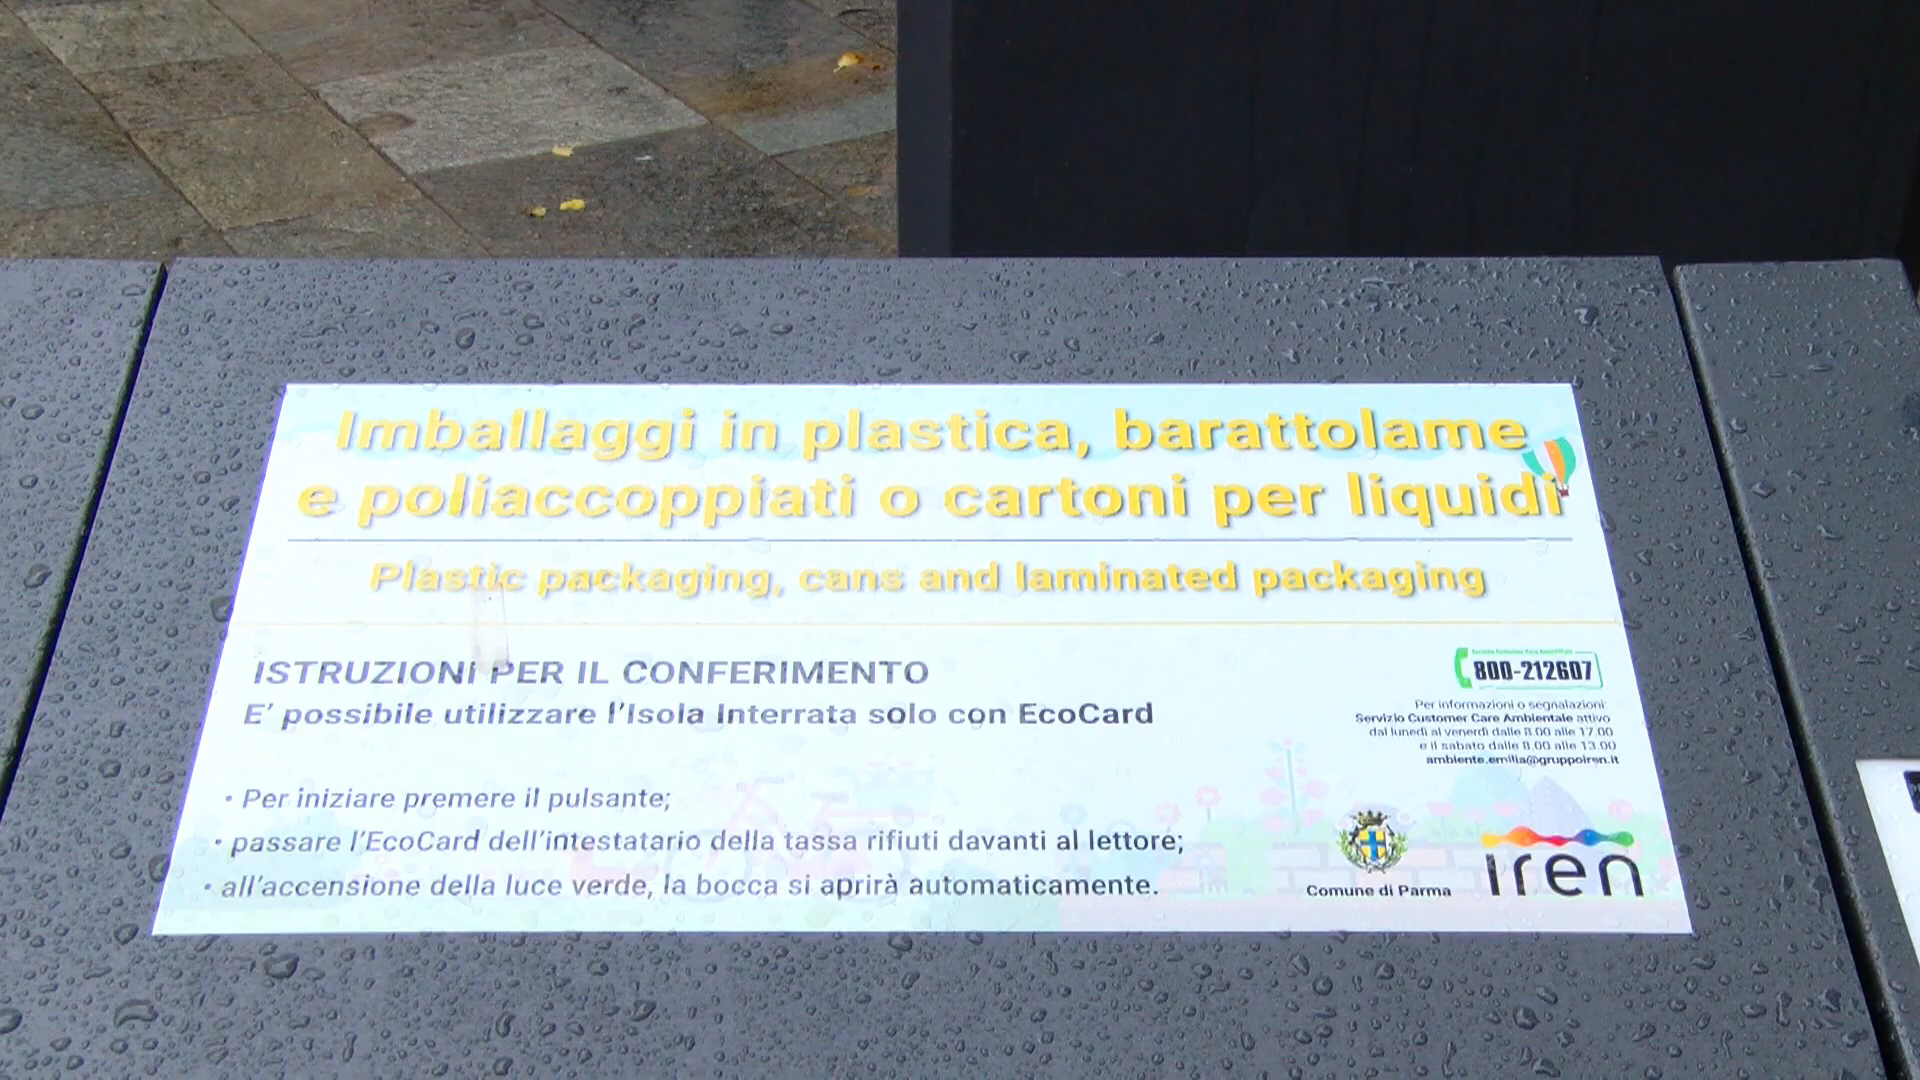 Imballaggi in plastica, barattolame
e poliaccoppiati o cartoni per liquidi
Plastic packaging, cans and laminated packaging
ISTRUZIONI PER IL CONFERIMENTO
E' possibile utilizzare l'Isola Interrata solo con EcoCard
• Per iniziare premere il pulsante;
• passare l'EcoCard dell'intestatario della tassa rifiuti davanti al lettore;
• all'accensione della luce verde, la bocca si aprirà automaticamente.
800-212607
Per informazioni o segnalazioni:
Servizio Customer Care Ambientale attivo
dal lunedì al venerdì dalle 8.00 alle 17.00
e il sabato dalle 8.00 alle 13.00
ambiente.emilia@gruppoiren.it
Comune di Parma
iren